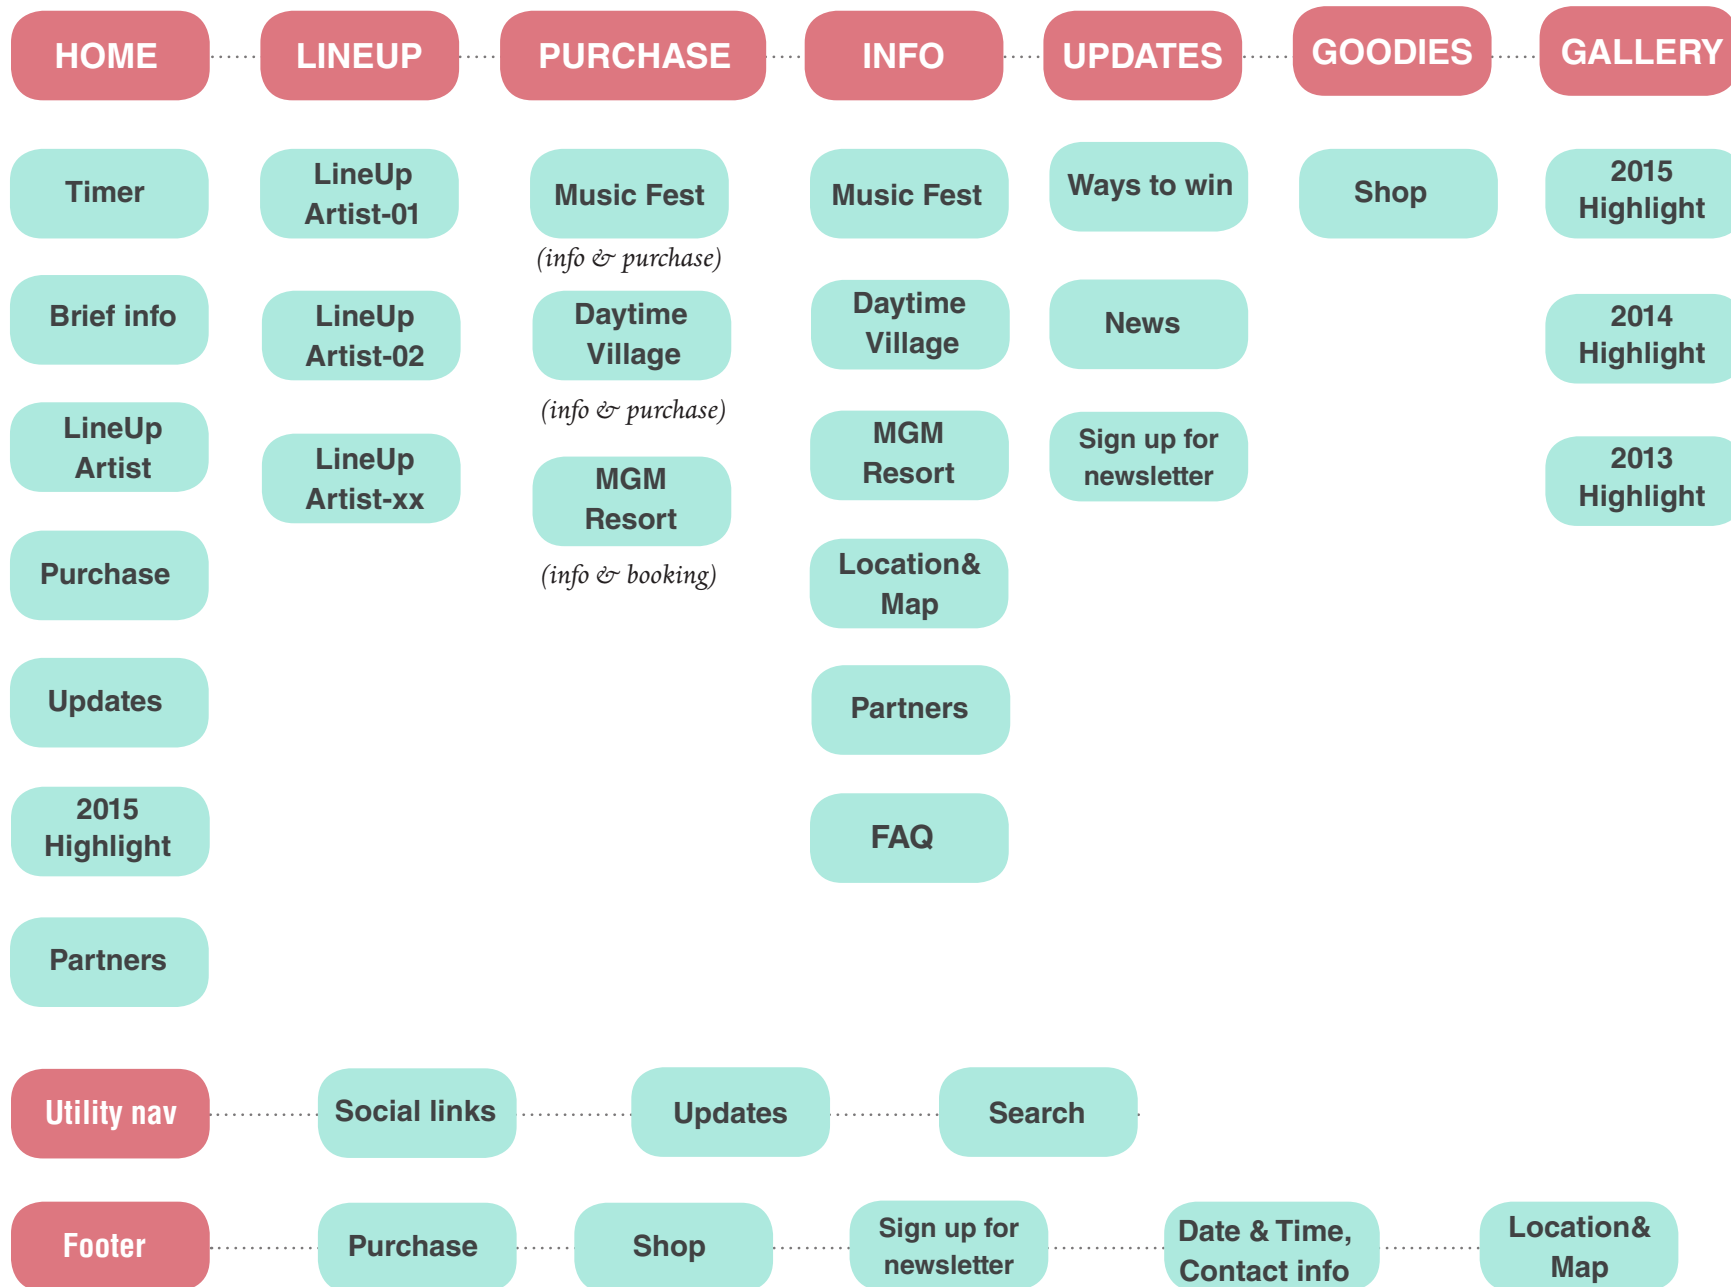 HOME
LINEUP
PURCHASE
INFO
UPDATES
GOODIES
GALLERY
Timer
Brief info
LineUp
Artist
Purchase
Updates
2015
Highlight
Partners
LineUp
Artist-01
LineUp
Artist-02
LineUp
Artist-xx
Music Fest
(info & purchase)
Daytime
Village
(info & purchase)
MGM
Resort
(info & booking)
Music Fest
Daytime
Village
MGM
Resort
Location&
Map
Partners
FAQ
Ways to win
News
Sign up for
newsletter
Shop
2015
Highlight
2014
Highlight
2013
Highlight
Utility nav
Social links
Updates
Search
Footer
Purchase
Shop
Sign up for
newsletter
Date & Time,
Contact info
Location&
Map